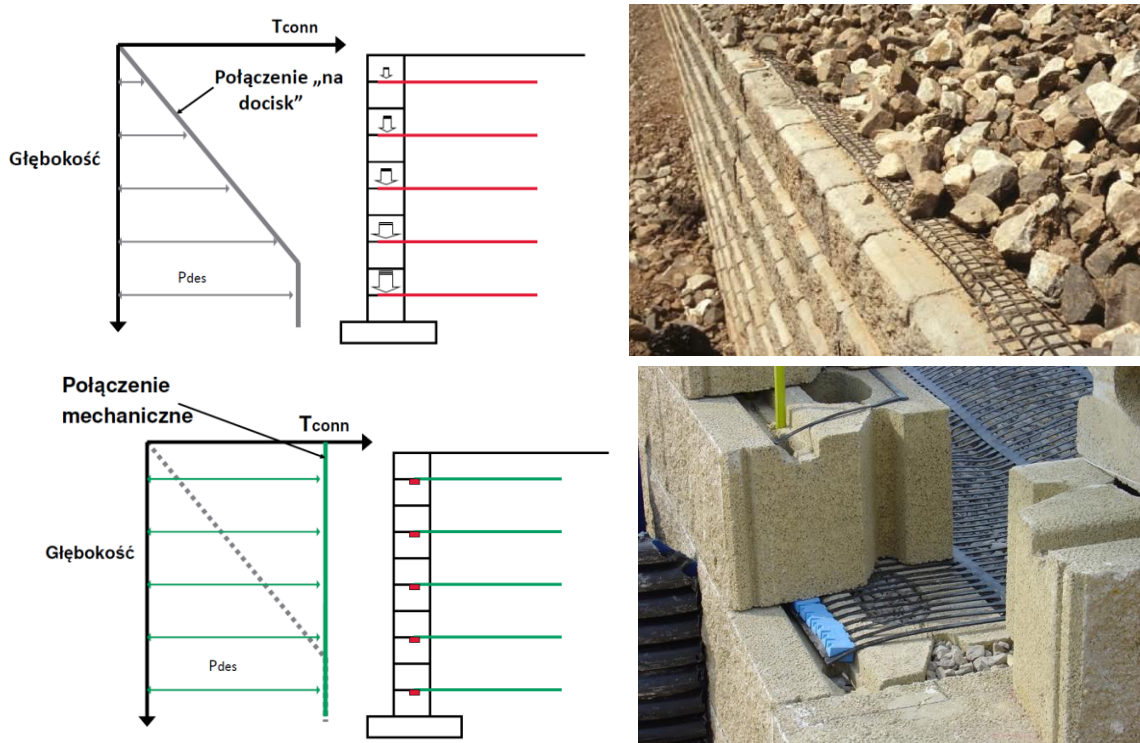 Tconn
Połączenie „na
docisk”
Głębokość
Pdes
Połączenie
mechaniczne
Tconn
Głębokość
Pdes